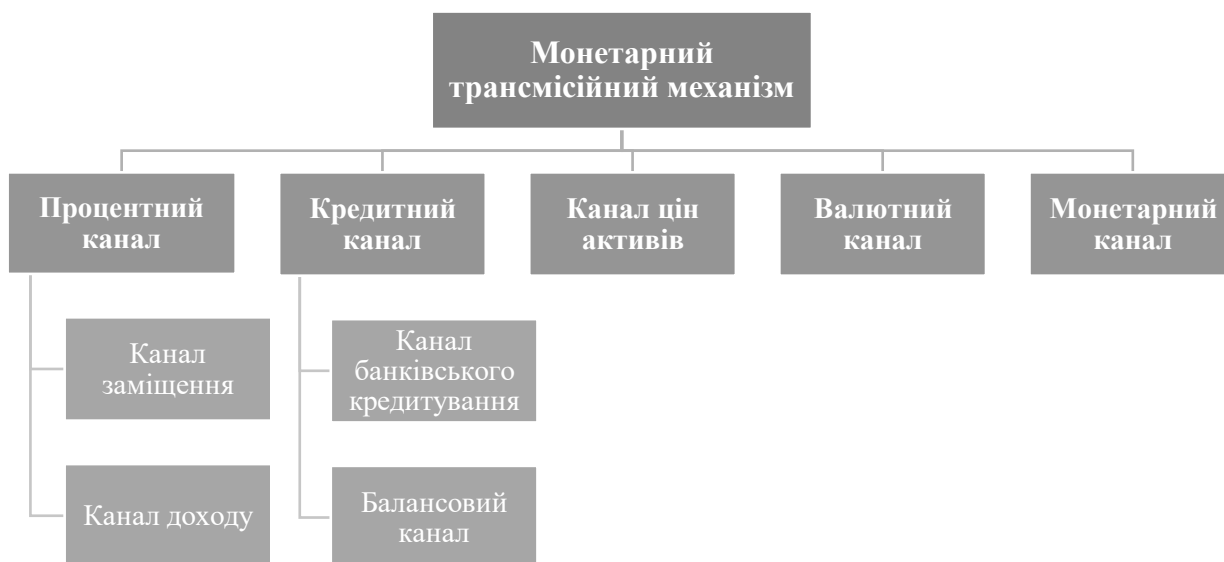 Монетарний
трансмісійний механізм
Процентний
канал
Кредитний
канал
Канал цін
активів
Валютний
канал
Монетарний
канал
Канал
заміщення
Канал
банківського
кредитування
Канал доходу
Балансовий
канал